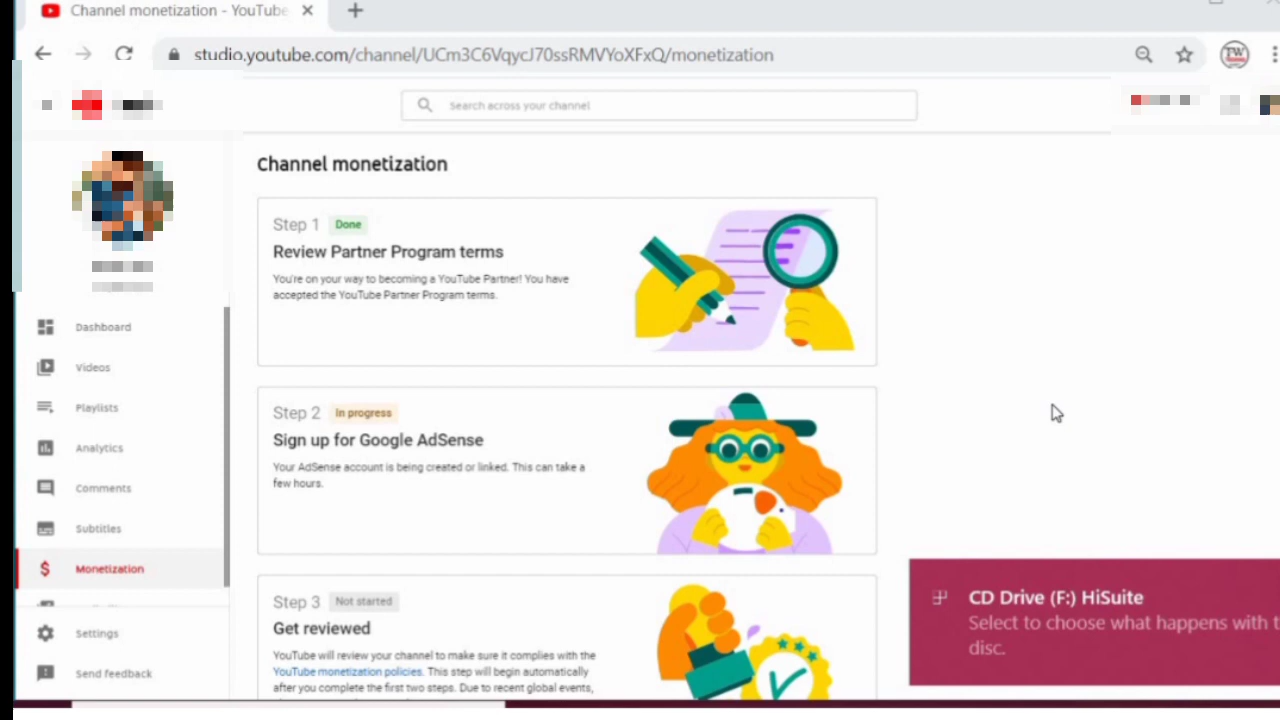 Channel monetization - YouTube
studio.youtube.com/channel/UCm3C6VqycJ70ssRMVYoXFxQ/monetization
TW
Search across your channel
Channel monetization
Step 1 Done
Review Partner Program terms
You're on your way to becoming a YouTube Partner! You have
accepted the YouTube Partner Program terms.
Step 2 In progress
Sign up for Google AdSense
Your AdSense account is being created or linked. This can take a
few hours.
Step 3 Not started
Get reviewed
YouTube will review your channel to make sure it complies with the
YouTube monetization policies. This step will begin automatically
after you complete the first two steps. Due to recent global events,
Dashboard
Videos
Playlists
Analytics
Comments
Subtitles
$ Monetization
Settings
Send feedback
CD Drive (F:) HiSuite
Select to choose what happens with t
disc.